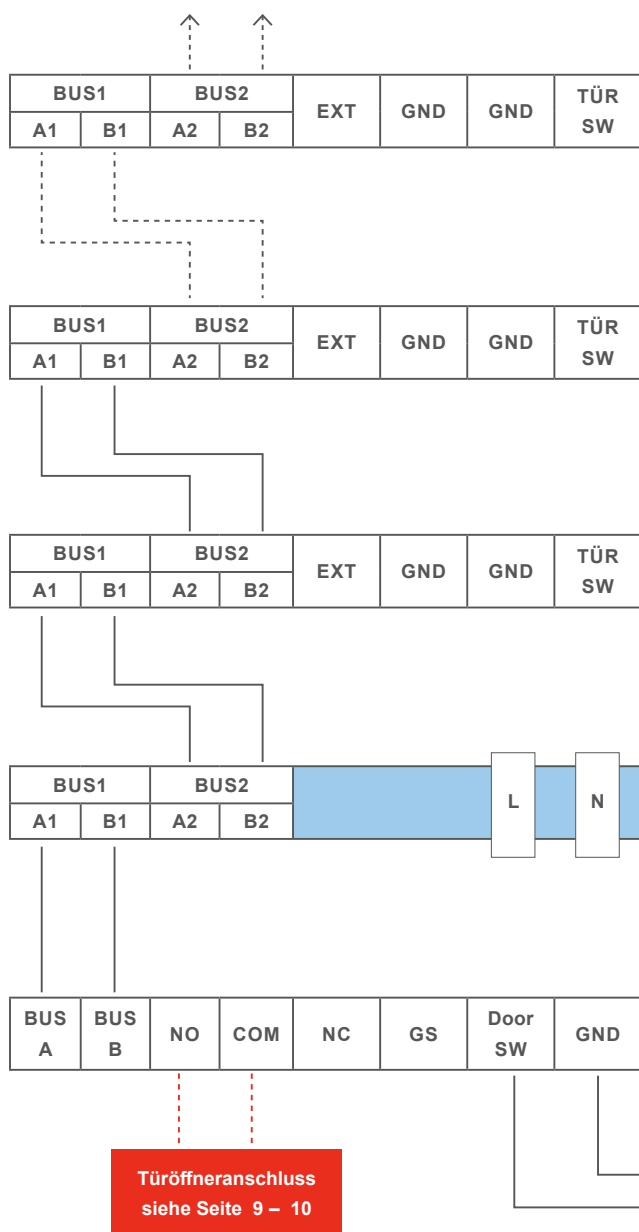 BUS1 BUS2 EXT GND GND TÜR SW
A1 B1 A2 B2
BUS1 BUS2 EXT GND GND TÜR SW
A1 B1 A2 B2
BUS1 BUS2 EXT GND GND TÜR SW
A1 B1 A2 B2
BUS1 BUS2 L N
A1 B1 A2 B2
BUS A BUS B NO COM NC GS Door SW GND
Türöffneranschluss
siehe Seite 9 – 10